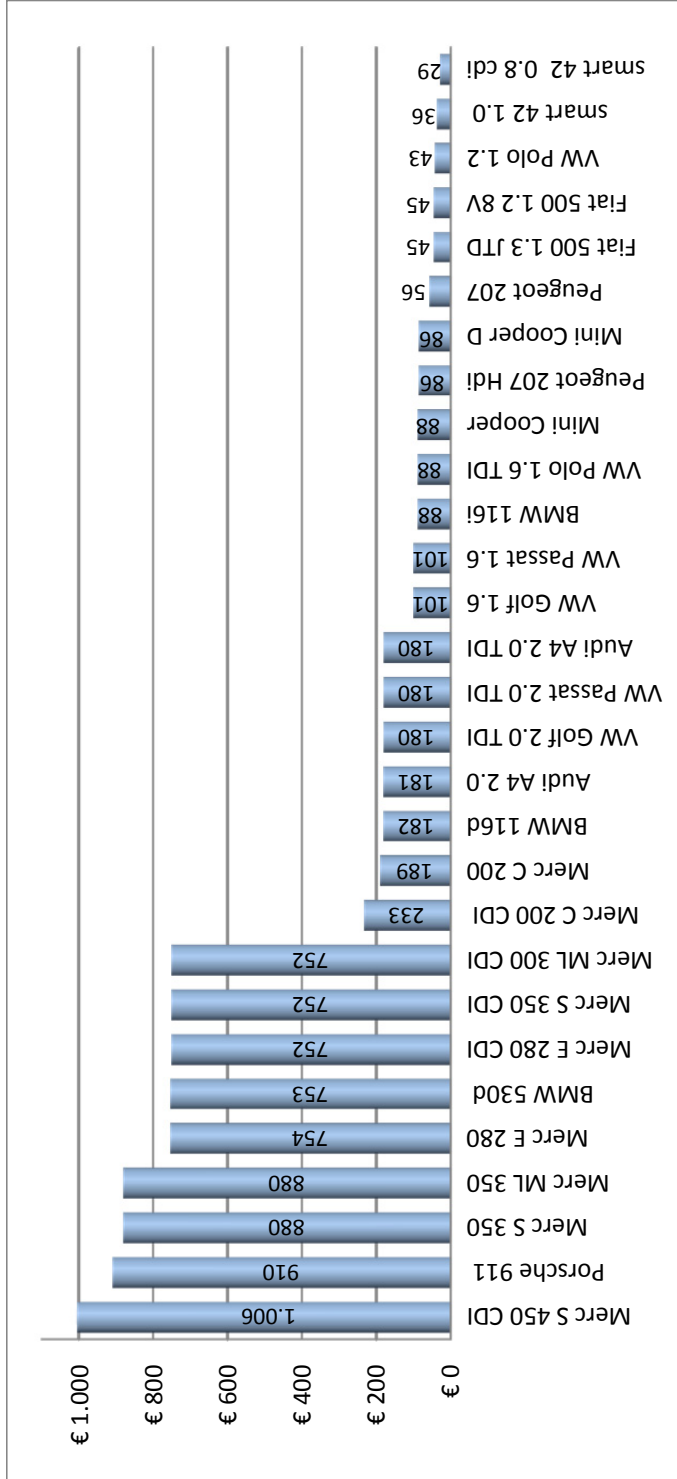 € 1.000
€ 800
€ 600
€ 400
€ 200
€ 0
1.006
910
880
880
754
753
752
752
752
233
189
182
181
180
180
180
101
101
88
88
88
86
86
56
45
45
43
36
29
Merc S 450 CDI
Porsche 911
Merc S 350
Merc ML 350
Merc E 280
BMW 530d
Merc E 280 CDI
Merc S 350 CDI
Merc ML 300 CDI
Merc C 200 CDI
Merc C 200
BMW 116d
Audi A4 2.0
VW Golf 2.0 TDI
VW Passat 2.0 TDI
Audi A4 2.0 TDI
VW Golf 1.6
VW Passat 1.6
BMW 116i
VW Polo 1.6 TDI
Mini Cooper
Peugeot 207 Hdi
Mini Cooper D
Peugeot 207
Fiat 500 1.3 JTD
Fiat 500 1.2 8V
VW Polo 1.2
smart 42 1.0
smart 42 0.8 cdi